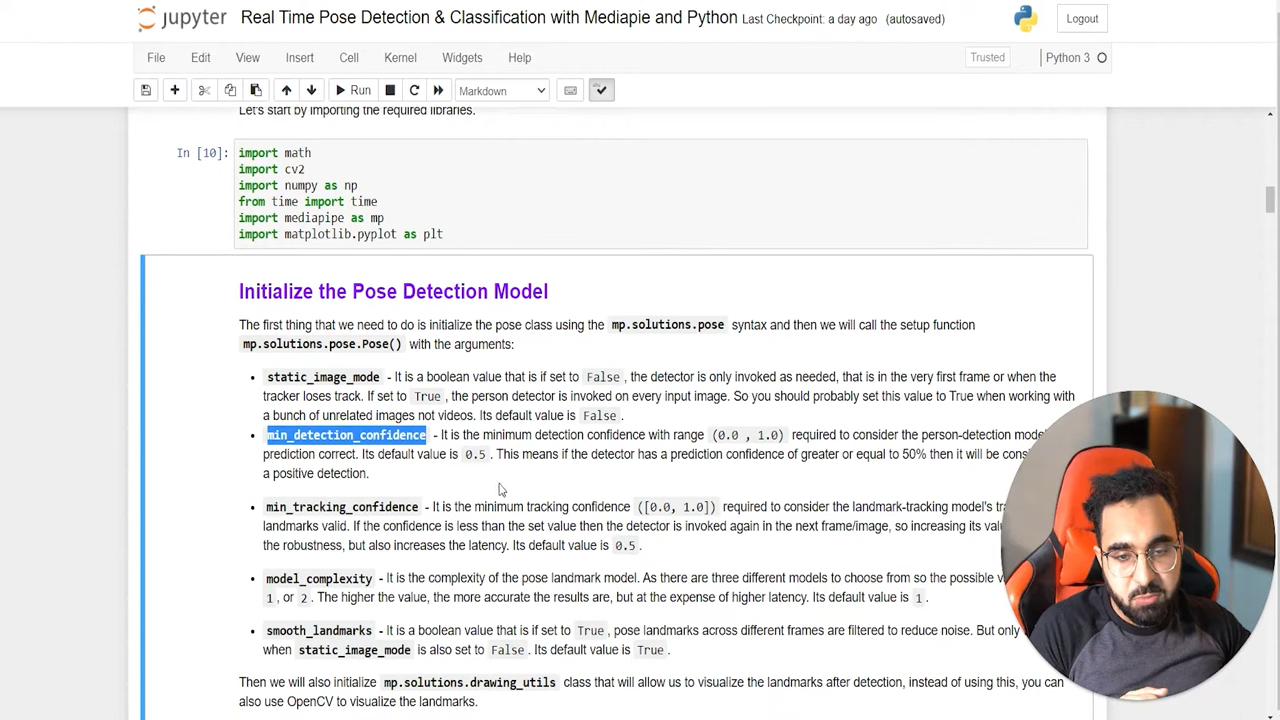 jupyter Real Time Pose Detection & Classification with Mediapie and Python Last Checkpoint: a day ago (autosaved) Logout
File Edit View Insert Cell Kernel Widgets Help Trusted Python 3
Run Markdown
Let's start by importing the required libraries.
In [10]: import math
import cv2
import numpy as np
from time import time
import mediapipe as mp
import matplotlib.pyplot as plt
Initialize the Pose Detection Model
The first thing that we need to do is initialize the pose class using the mp.solutions.pose syntax and then we will call the setup function
mp.solutions.pose.Pose() with the arguments:
• static_image_mode - It is a boolean value that is if set to False , the detector is only invoked as needed, that is in the very first frame or when the
tracker loses track. If set to True , the person detector is invoked on every input image. So you should probably set this value to True when working with
a bunch of unrelated images not videos. Its default value is False .
• min_detection_confidence - It is the minimum detection confidence with range (0.0 , 1.0) required to consider the person-detection model
prediction correct. Its default value is 0.5 . This means if the detector has a prediction confidence of greater or equal to 50% then it will be
a positive detection.
• min_tracking_confidence - It is the minimum tracking confidence ([0.0, 1.0]) required to consider the landmark-tracking model's
landmarks valid. If the confidence is less than the set value then the detector is invoked again in the next frame/image, so increasing its
the robustness, but also increases the latency. Its default value is 0.5 .
• model_complexity - It is the complexity of the pose landmark model. As there are three different models to choose from so the possible
1, or 2. The higher the value, the more accurate the results are, but at the expense of higher latency. Its default value is 1 .
• smooth_landmarks - It is a boolean value that is if set to True , pose landmarks across different frames are filtered to reduce noise. But only
when static_image_mode is also set to False . Its default value is True .
Then we will also initialize mp.solutions.drawing_utils class that will allow us to visualize the landmarks after detection, instead of using this, you can
also use OpenCV to visualize the landmarks.